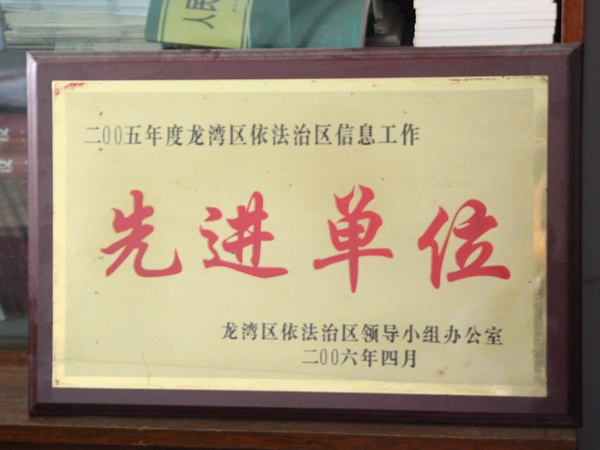 人民
二00五年度龙湾区依法治区信息工作
先进单位
龙湾区依法治区领导小组办公室
二00六年四月